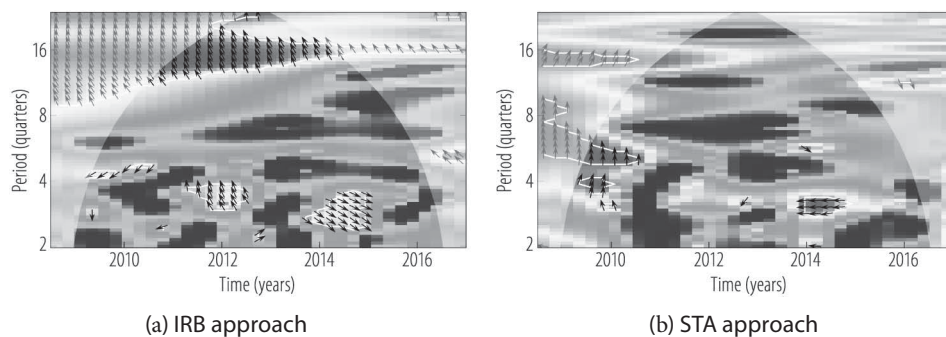 Period (quarters)
16
8
4
2
2010
2012
2014
2016
Time (years)
(a) IRB approach
Period (quarters)
16
8
4
2
2010
2012
2014
2016
Time (years)
(b) STA approach